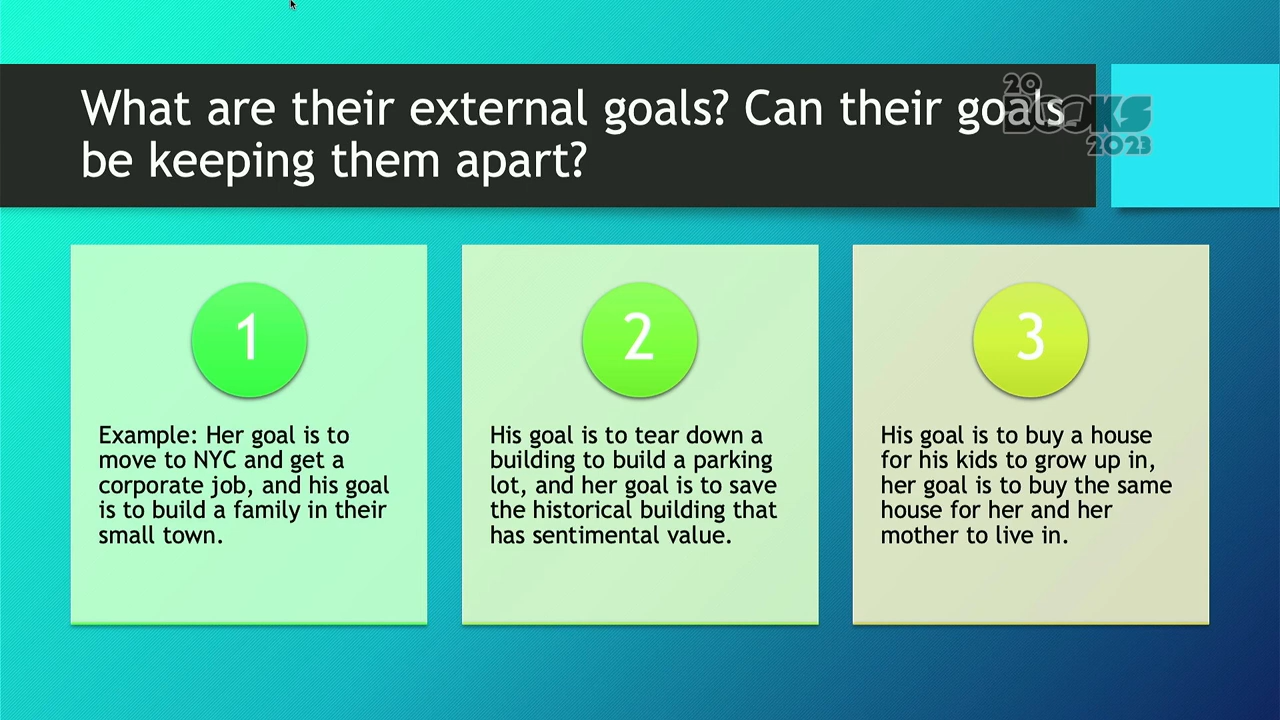 What are their external goals? Can their goals
be keeping them apart?
20
BOOKS
2023
1
Example: Her goal is to
move to NYC and get a
corporate job, and his goal
is to build a family in their
small town.
2
His goal is to tear down a
building to build a parking
lot, and her goal is to save
the historical building that
has sentimental value.
3
His goal is to buy a house
for his kids to grow up in,
her goal is to buy the same
house for her and her
mother to live in.